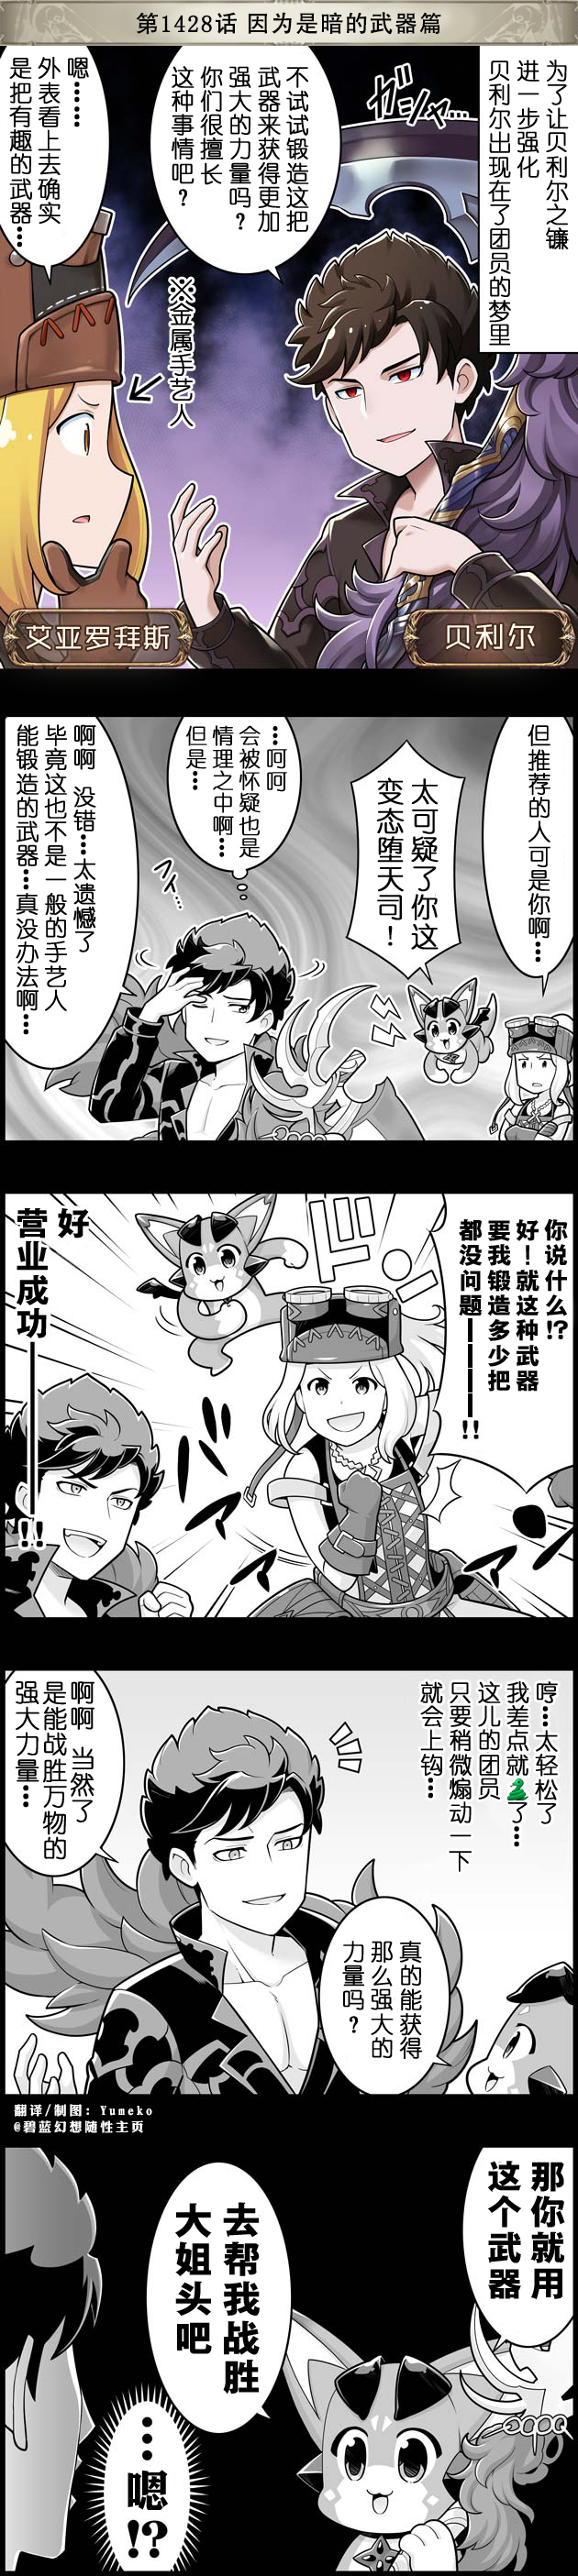 第1428话 因为是暗的武器篇
为了让贝利尔之镰
进一步强化
贝利尔出现在了团员的梦里
ガシャ…
不试试锻造这把
武器来获得更加
强大的力量吗？
你们很擅长
这种事情吧？
嗯……
外表看上去确实
是把有趣的武器…
※金属手艺人
艾亚罗拜斯
贝利尔
但推荐的人可是你啊…
太可疑了你这
变态堕天司！
…呵呵
会被怀疑也是
情理之中啊…
但是…
啊啊 没错…太遗憾了
毕竟这也不是一般的手艺人
能锻造的武器…真没办法啊…
フイ…
你说什么!?
好！就这种武器
要我锻造多少把
都没问题————!!
ドン
好
营业成功————!!
哼…太轻松了
我差点就🐍了…
这儿的团员
只要稍微煽动一下
就会上钩…
真的能获得
那么强大的
力量吗？
啊啊 当然了
是能战胜万物的
强大力量…
翻译/制图：Yumeko
@碧蓝幻想随性主页
那你就用
这个武器
去帮我战胜
大姐头吧
…嗯!?